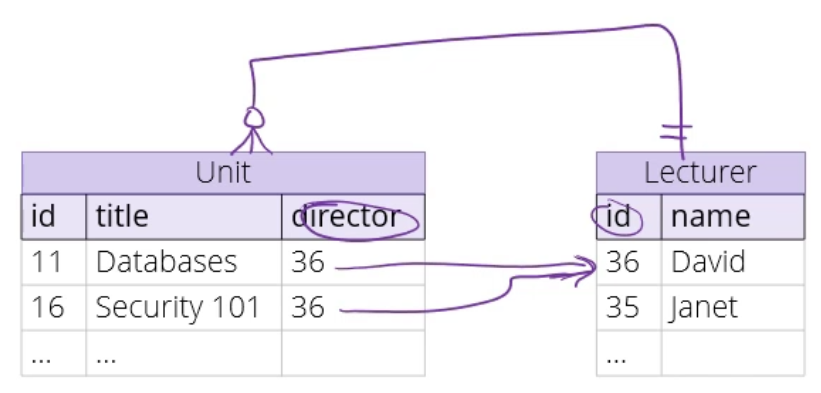 Unit
id title director
11 Databases 36
16 Security 101 36
... ...
Lecturer
id name
36 David
35 Janet
...